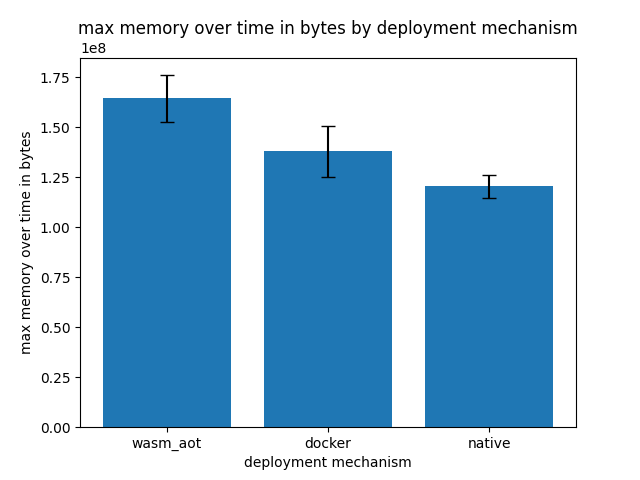 max memory over time in bytes by deployment mechanism
1e8
1.75
1.50
1.25
1.00
0.75
0.50
0.25
0.00
max memory over time in bytes
wasm_aot docker native
deployment mechanism